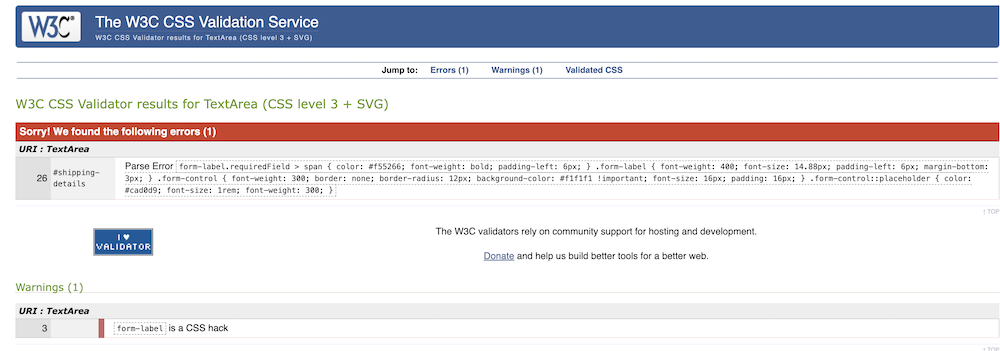 W3C®
The W3C CSS Validation Service
W3C CSS Validator results for TextArea (CSS level 3 + SVG)
Jump to: Errors (1) Warnings (1) Validated CSS
W3C CSS Validator results for TextArea (CSS level 3 + SVG)
Sorry! We found the following errors (1)
URI : TextArea
26 #shipping-details Parse Error form-label.requiredField > span { color: #f55266; font-weight: bold; padding-left: 6px; } .form-label { font-weight: 400; font-size: 14.88px; padding-left: 6px; margin-bottom:
3px; } .form-control { font-weight: 300; border: none; border-radius: 12px; background-color: #f1f1f1 !important; font-size: 16px; padding: 16px; } .form-control::placeholder { color:
#cad0d9; font-size: 1rem; font-weight: 300; }
↑ TOP
I ♥
VALIDATOR
The W3C validators rely on community support for hosting and development.
Donate and help us build better tools for a better web.
Warnings (1)
URI : TextArea
3 form-label is a CSS hack
↑ TOP